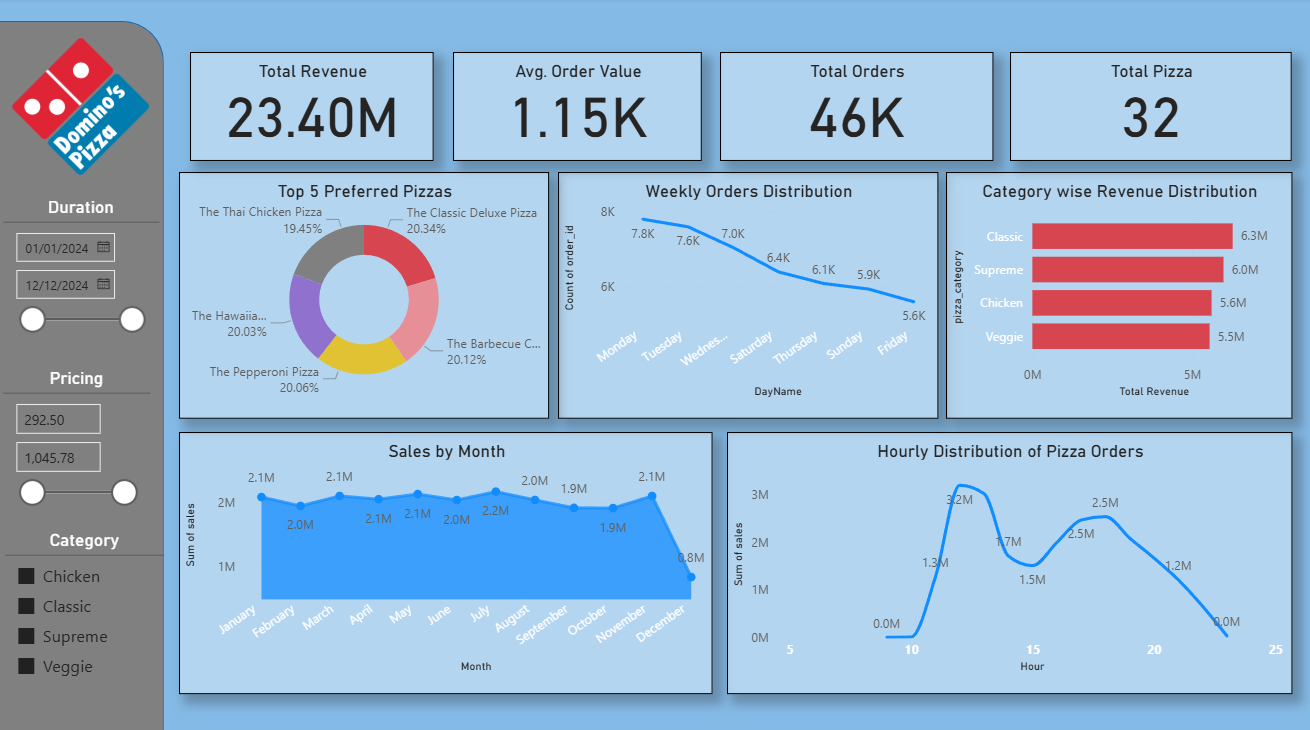 Domino's
Pizza
Duration
01/01/2024
12/12/2024
Pricing
292.50
1,045.78
Category
Chicken
Classic
Supreme
Veggie
Total Revenue
23.40M
Avg. Order Value
1.15K
Total Orders
46K
Total Pizza
32
Top 5 Preferred Pizzas
The Thai Chicken Pizza
19.45%
The Classic Deluxe Pizza
20.34%
The Hawaiia...
20.03%
The Barbecue C...
20.12%
The Pepperoni Pizza
20.06%
Weekly Orders Distribution
Count of order_id
8K
6K
7.8K
7.6K
7.0K
6.4K
6.1K
5.9K
5.6K
Monday
Tuesday
Wednes...
Saturday
Thursday
Sunday
Friday
DayName
Category wise Revenue Distribution
pizza_category
Classic
6.3M
Supreme
6.0M
Chicken
5.6M
Veggie
5.5M
0M
5M
Total Revenue
Sales by Month
Sum of sales
2M
1M
2.1M
2.0M
2.1M
2.1M
2.1M
2.0M
2.2M
2.0M
1.9M
1.9M
2.1M
0.8M
January
February
March
April
May
June
July
August
September
October
November
December
Month
Hourly Distribution of Pizza Orders
Sum of sales
3M
2M
1M
0M
0.0M
1.3M
3.2M
1.7M
1.5M
2.5M
2.5M
1.2M
0.0M
5
10
15
20
25
Hour